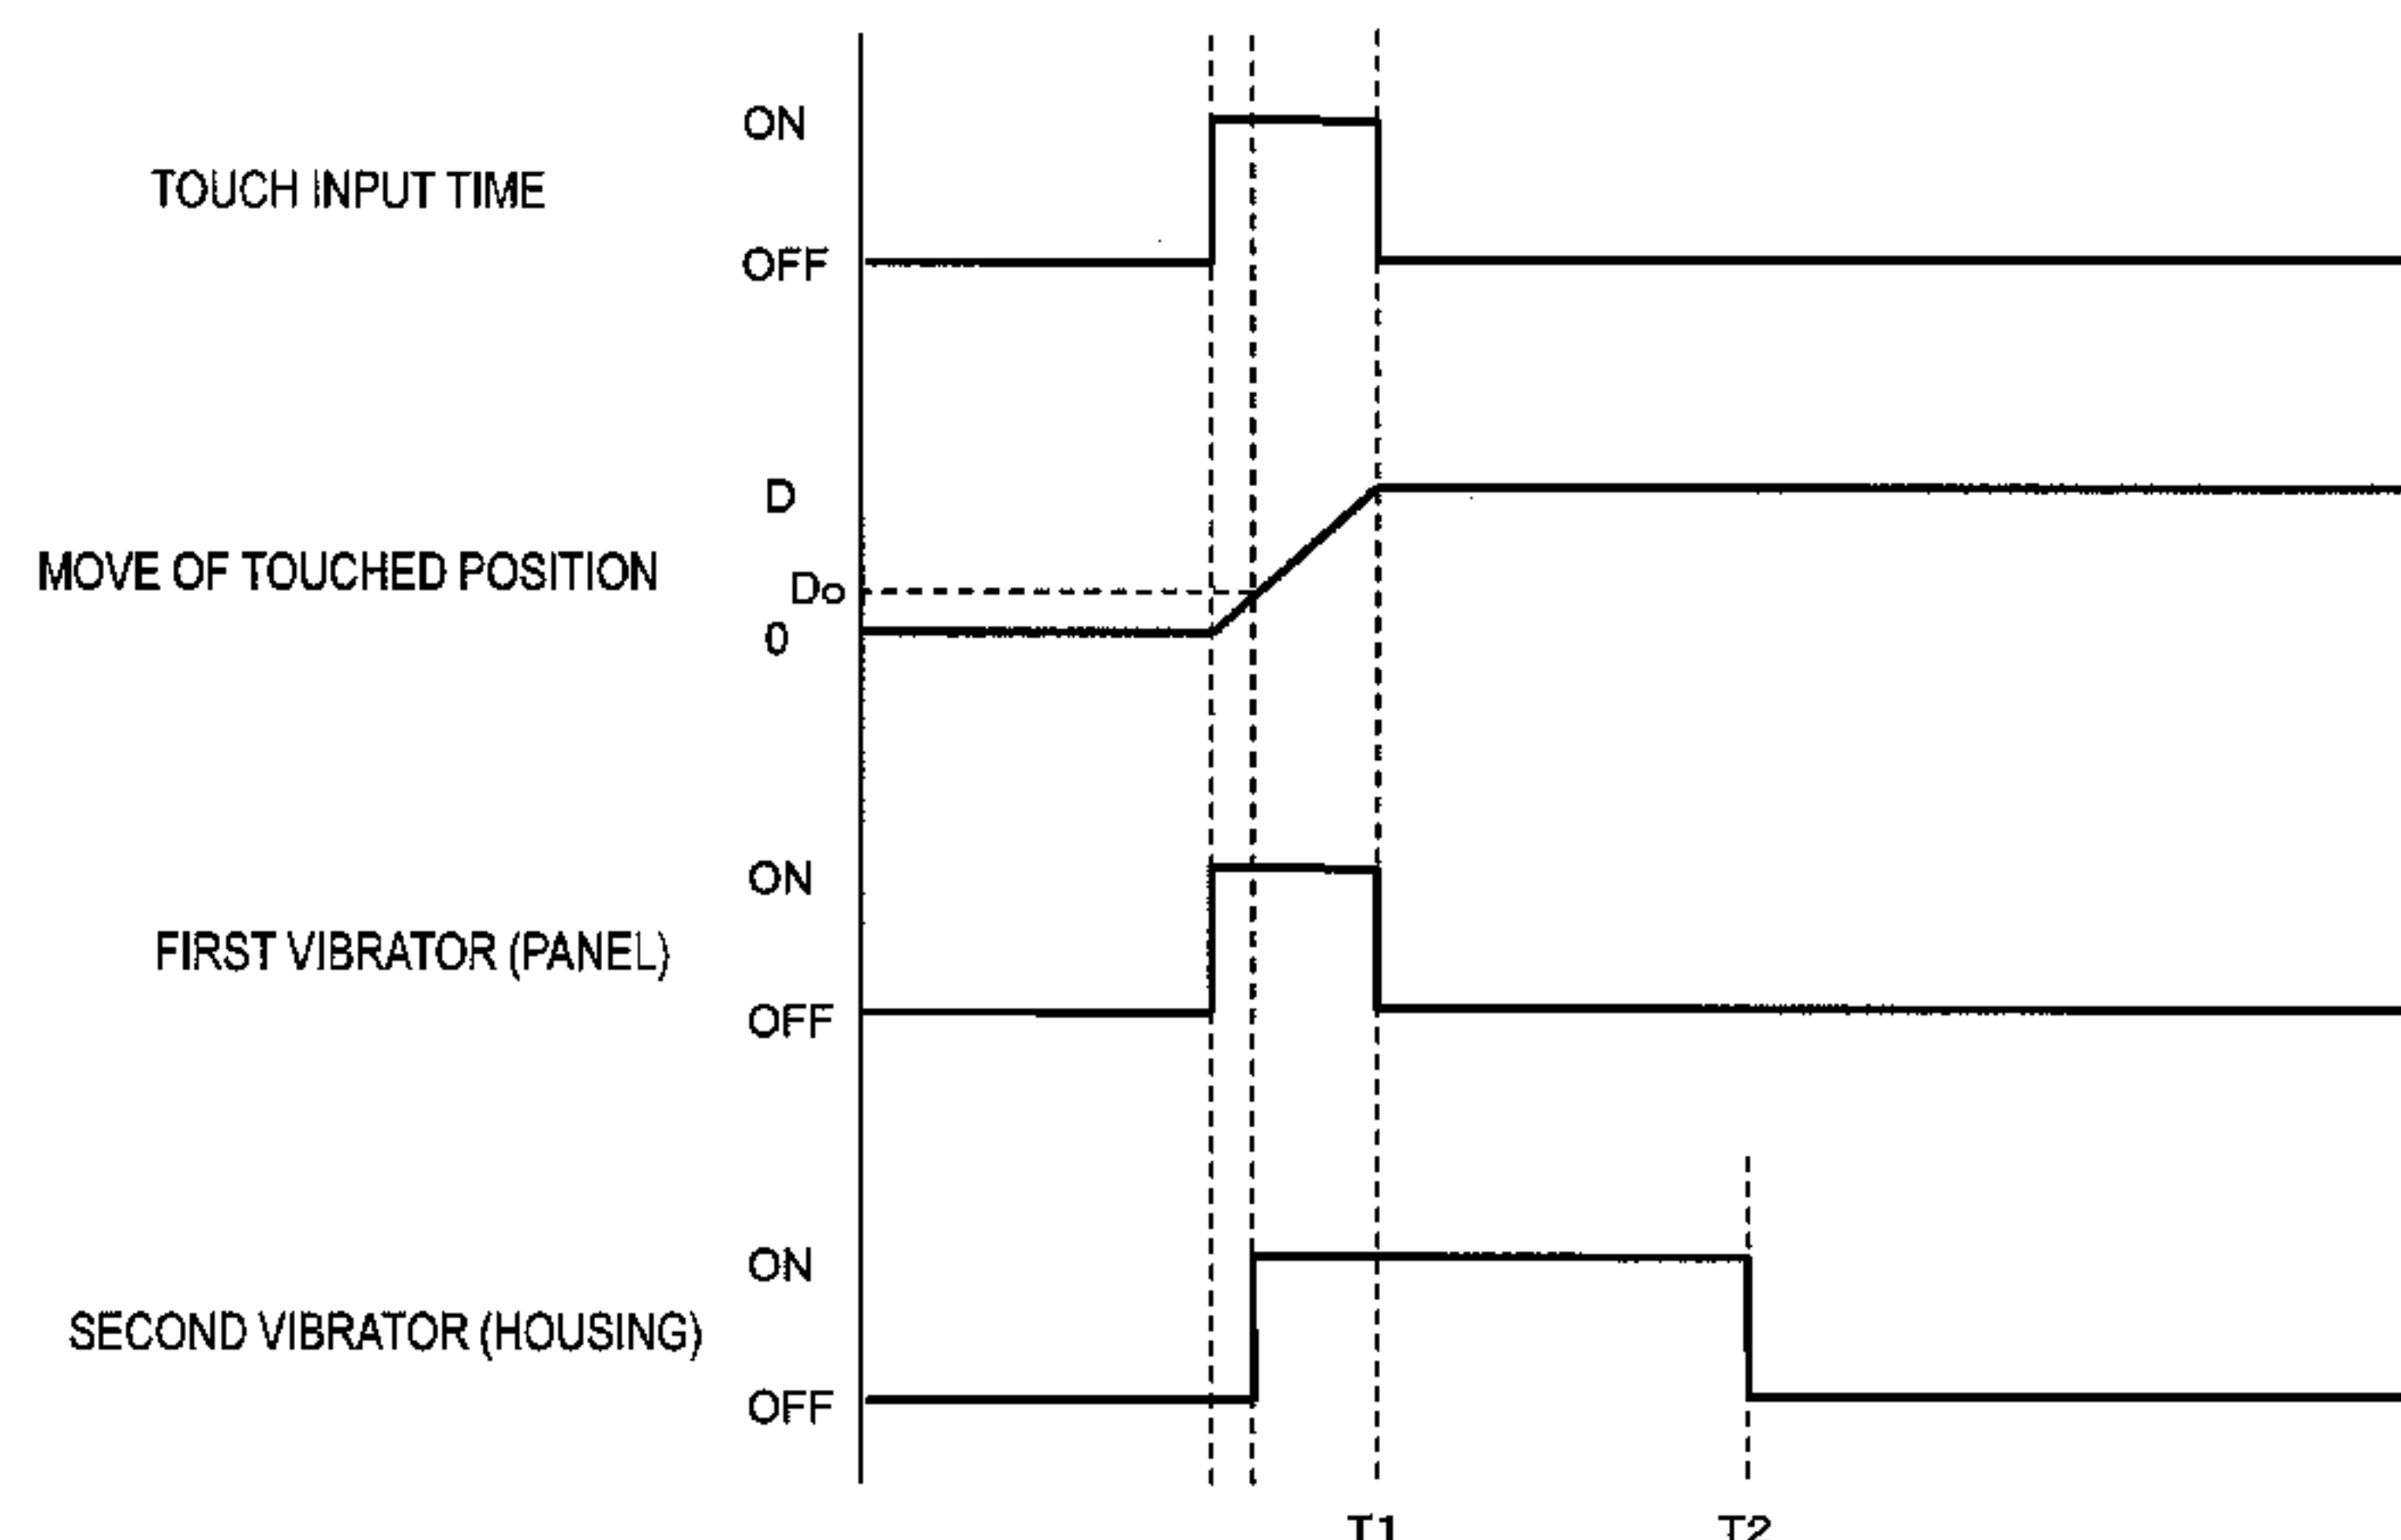 ON
TOUCH INPUT TIME
OFF
D
MOVE OF TOUCHED POSITION
Do
0
ON
FIRST VIBRATOR (PANEL)
OFF
ON
SECOND VIBRATOR (HOUSING)
OFF
T1 T2